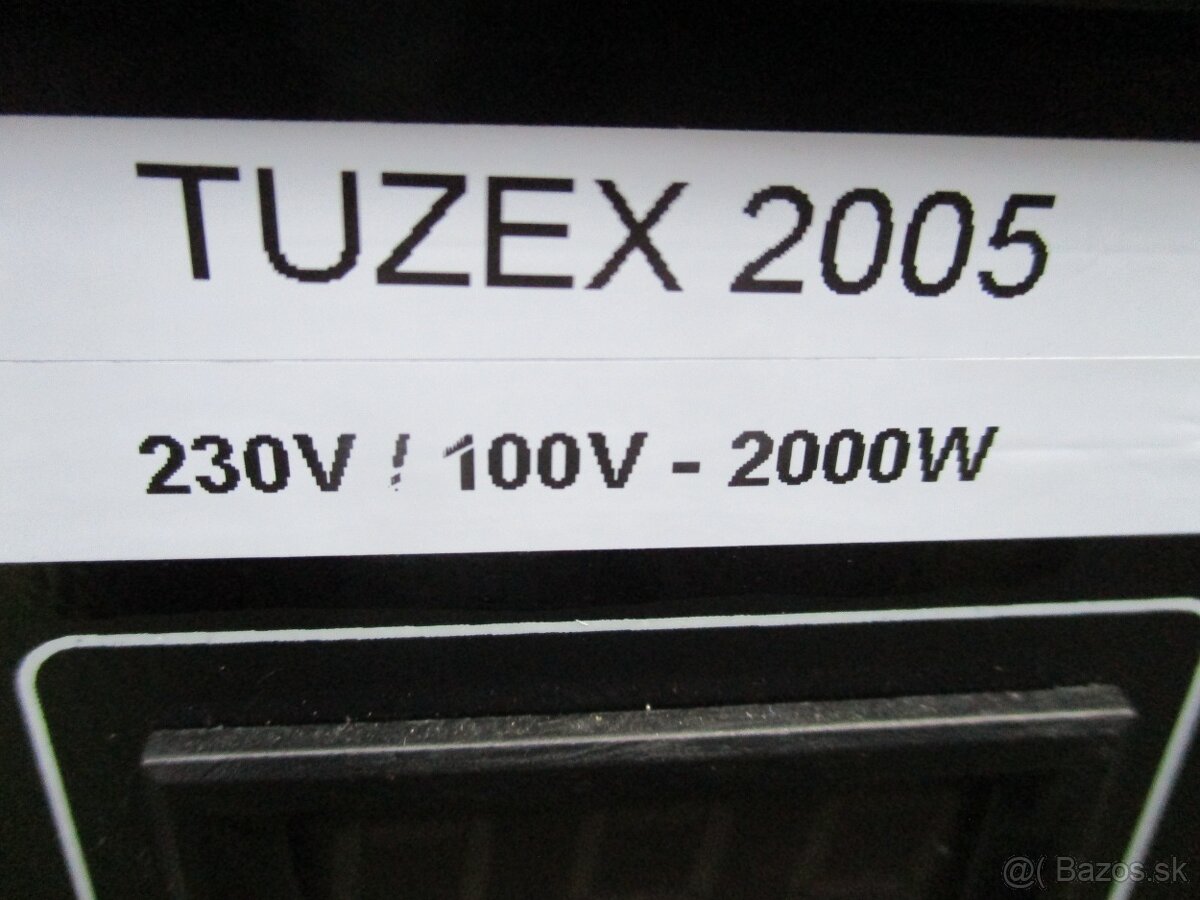 TUZEX 2005
230V / 100V - 2000W
@( Bazos.sk